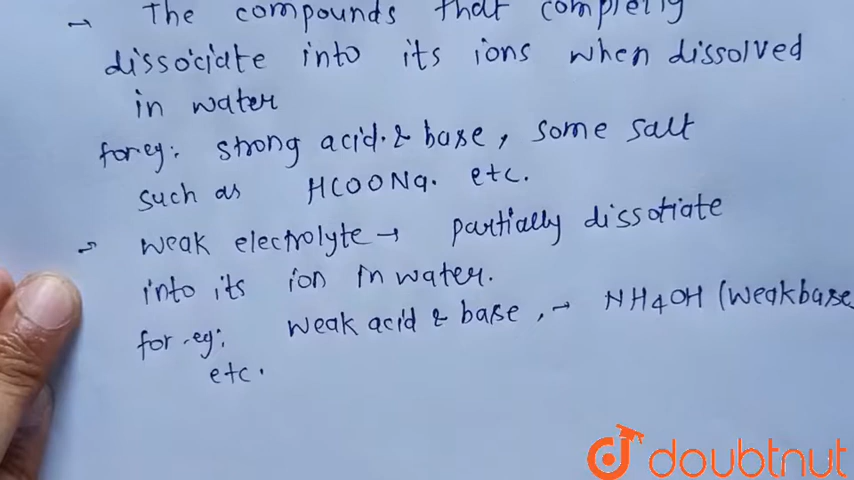 → The compounds that completly
dissociate into its ions when dissolved
in water
for.eg: strong acid. & base, some salt
such as HCOONa. etc.
→ weak electrolyte → partially dissotiate
into its ion in water.
for.eg: weak acid & base, → NH4OH (weakbase
etc.
doubtnut